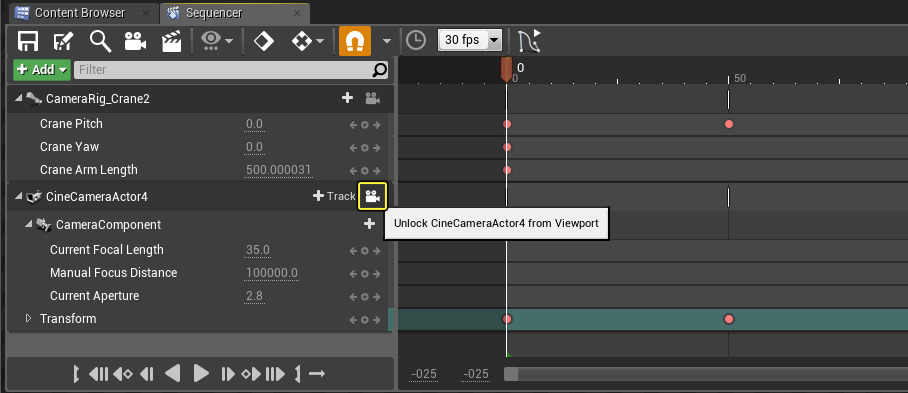 Content Browser Sequencer
30 fps
Add Filter 0
0 50
CameraRig_Crane2
Crane Pitch 0.0
Crane Yaw 0.0
Crane Arm Length 500.000031
CineCameraActor4 Track
CameraComponent Unlock CineCameraActor4 from Viewport
Current Focal Length 35.0
Manual Focus Distance 100000.0
Current Aperture 2.8
Transform
-025 -025